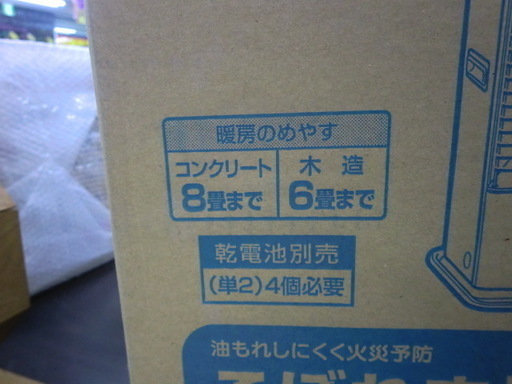 暖房のめやす
コンクリート 木造
8畳まで 6畳まで
乾電池別売
(単2)4個必要
油もれしにくく火災予防